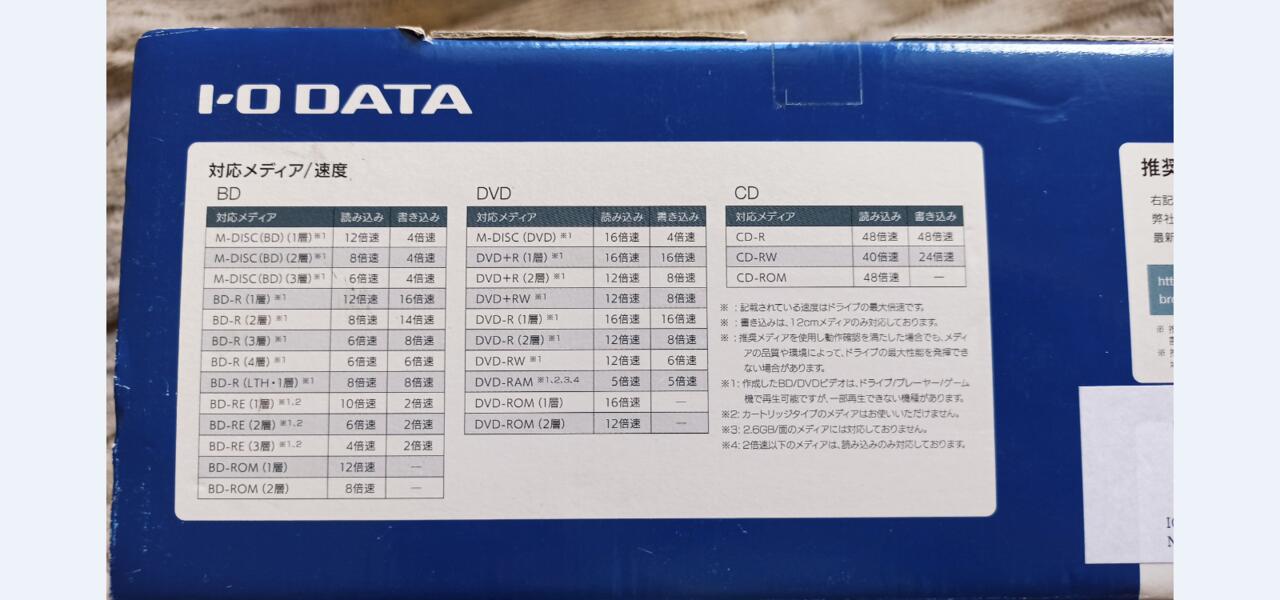 I-O DATA
対応メディア/速度
BD
対応メディア 読み込み 書き込み
M-DISC(BD)(1層)※1 12倍速 4倍速
M-DISC(BD)(2層)※1 8倍速 4倍速
M-DISC(BD)(3層)※1 6倍速 4倍速
BD-R(1層)※1 12倍速 16倍速
BD-R(2層)※1 8倍速 14倍速
BD-R(3層)※1 6倍速 8倍速
BD-R(4層)※1 6倍速 6倍速
BD-R(LTH・1層)※1 8倍速 8倍速
BD-RE(1層)※1,2 10倍速 2倍速
BD-RE(2層)※1,2 6倍速 2倍速
BD-RE(3層)※1,2 4倍速 2倍速
BD-ROM(1層) 12倍速 —
BD-ROM(2層) 8倍速 —
DVD
対応メディア 読み込み 書き込み
M-DISC(DVD)※1 16倍速 4倍速
DVD+R(1層)※1 16倍速 16倍速
DVD+R(2層)※1 12倍速 8倍速
DVD+RW ※1 12倍速 8倍速
DVD-R(1層)※1 16倍速 16倍速
DVD-R(2層)※1 12倍速 8倍速
DVD-RW ※1 12倍速 6倍速
DVD-RAM ※1,2,3,4 5倍速 5倍速
DVD-ROM(1層) 16倍速 —
DVD-ROM(2層) 12倍速 —
CD
対応メディア 読み込み 書き込み
CD-R 48倍速 48倍速
CD-RW 40倍速 24倍速
CD-ROM 48倍速 —
※ :記載されている速度はドライブの最大倍速です。
※ :書き込みは、12cmメディアのみ対応しております。
※ :推奨メディアを使用し動作確認を満たした場合でも、メディ
アの品質や環境によって、ドライブの最大性能を発揮でき
ない場合があります。
※1:作成したBD/DVDビデオは、ドライブ/プレーヤー/ゲーム
機で再生可能ですが、一部再生できない機種があります。
※2:カートリッジタイプのメディアはお使いいただけません。
※3:2.6GB/面のメディアには対応しておりません。
※4:2倍速以下のメディアは、読み込みのみ対応しております。
推奨
右記
弊社
最新
htt
bro